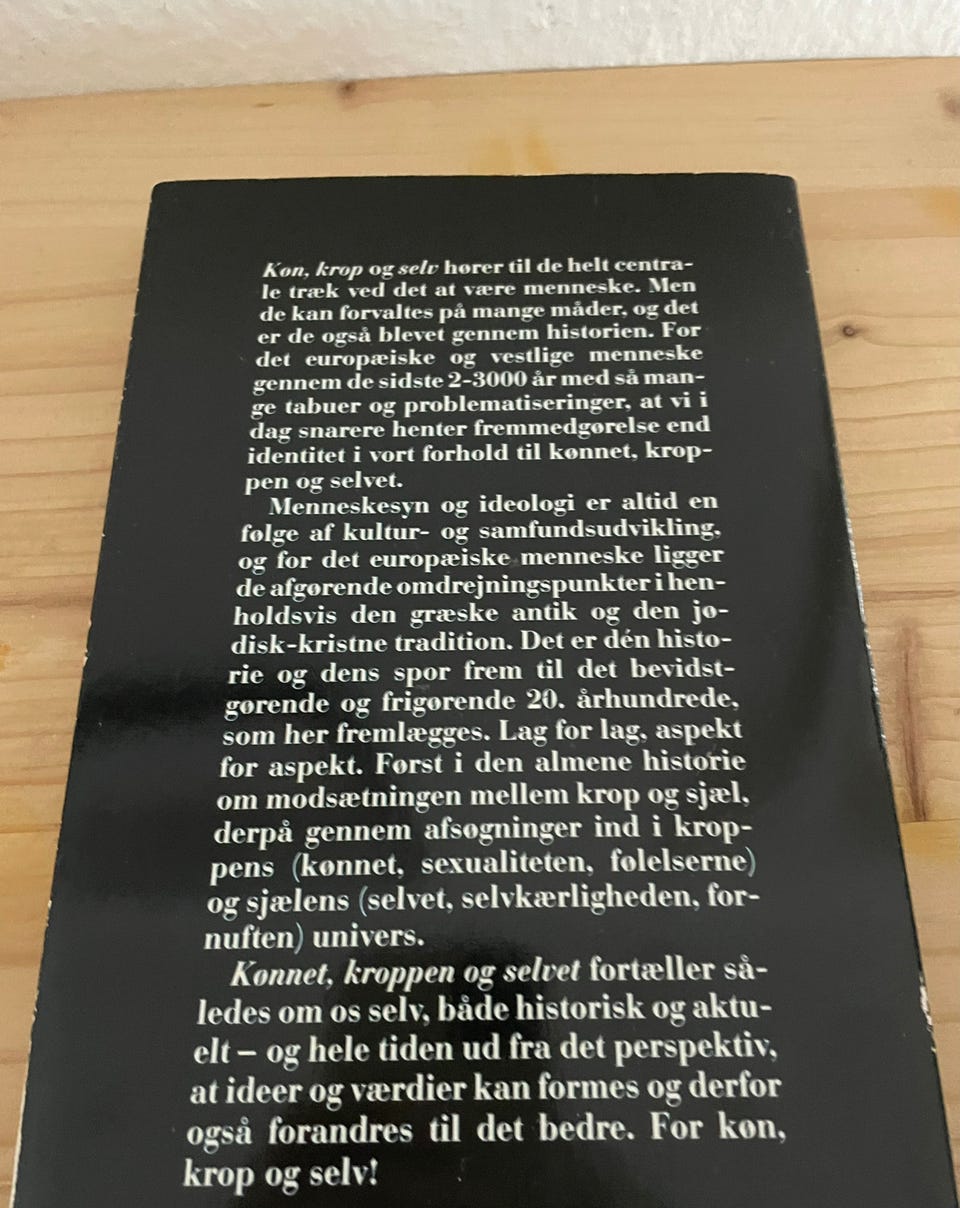 Køn, krop og selv hører til de helt centra-
le træk ved det at være menneske. Men
de kan forvaltes på mange måder, og det
er de også blevet gennem historien. For
det europæiske og vestlige menneske
gennem de sidste 2-3000 år med så man-
ge tabuer og problematiseringer, at vi i
dag snarere henter fremmedgørelse end
identitet i vort forhold til kønnet, krop-
pen og selvet.
Menneskesyn og ideologi er altid en
følge af kultur- og samfundsudvikling,
og for det europæiske menneske ligger
de afgørende omdrejningspunkter i hen-
holdsvis den græske antik og den jø-
disk-kristne tradition. Det er dén histo-
rie og dens spor frem til det bevidst-
gørende og frigørende 20. århundrede,
som her fremlægges. Lag for lag, aspekt
for aspekt. Først i den almene historie
om modsætningen mellem krop og sjæl,
derpå gennem afsøgninger ind i krop-
pens (kønnet, sexualiteten, følelserne)
og sjælens (selvet, selvkærligheden, for-
nuften) univers.
Kønnet, kroppen og selvet fortæller så-
ledes om os selv, både historisk og aktu-
elt – og hele tiden ud fra det perspektiv,
at ideer og værdier kan formes og derfor
også forandres til det bedre. For køn,
krop og selv!